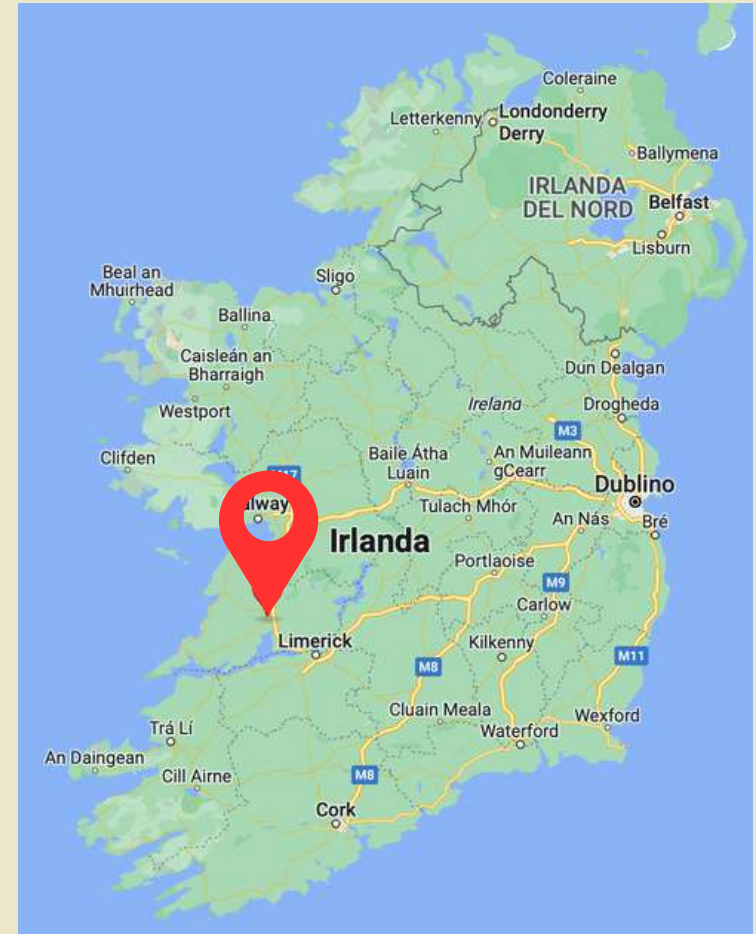 Coleraine
Letterkenny
Londonderry
Derry
Ballymena
IRLANDA
DEL NORD
Belfast
Lisburn
Beal an
Mhuirhead
Sligo
Ballina
Caisleán an
Bharraigh
Dun Dealgan
Westport
Ireland
Drogheda
M3
Clifden
Baile Átha
Luain
An Muileann
gCearr
Dublino
Tulach Mhór
An Nás
Bré
Irlanda
Portlaoise
M9
Carlow
Limerick
Kilkenny
M11
M8
Cluain Meala
Wexford
Waterford
Trá Lí
An Daingean
Cill Airne
M8
Cork